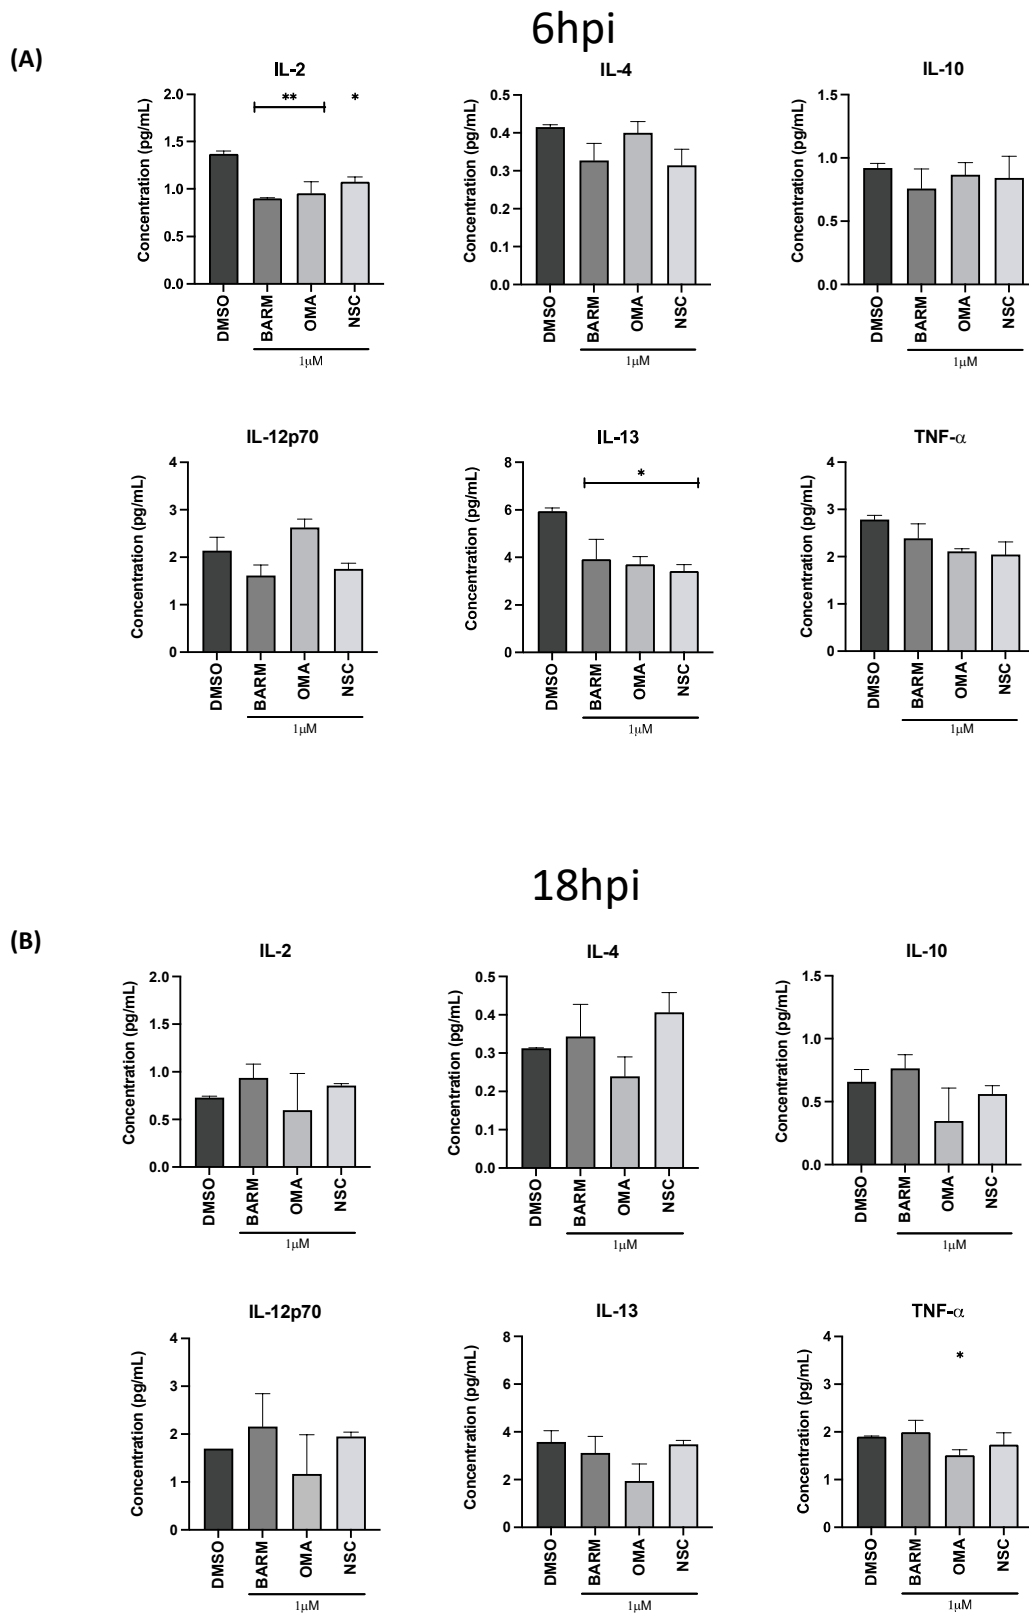 6hpi
(A)
IL-2
Concentration (pg/mL)
2.0
1.5
1.0
0.5
0.0
**
*
DMSO
BARM
OMA
NSC
1μM
IL-4
Concentration (pg/mL)
0.5
0.4
0.3
0.2
0.1
0.0
DMSO
BARM
OMA
NSC
1μM
IL-10
Concentration (pg/mL)
1.5
1.0
0.5
0.0
DMSO
BARM
OMA
NSC
1μM
IL-12p70
Concentration (pg/mL)
4
3
2
1
0
DMSO
BARM
OMA
NSC
1μM
IL-13
Concentration (pg/mL)
8
6
4
2
0
*
DMSO
BARM
OMA
NSC
1μM
TNF-α
Concentration (pg/mL)
4
3
2
1
0
DMSO
BARM
OMA
NSC
1μM
18hpi
(B)
IL-2
Concentration (pg/mL)
2.0
1.5
1.0
0.5
0.0
DMSO
BARM
OMA
NSC
1μM
IL-4
Concentration (pg/mL)
0.5
0.4
0.3
0.2
0.1
0.0
DMSO
BARM
OMA
NSC
1μM
IL-10
Concentration (pg/mL)
1.5
1.0
0.5
0.0
DMSO
BARM
OMA
NSC
1μM
IL-12p70
Concentration (pg/mL)
4
3
2
1
0
DMSO
BARM
OMA
NSC
1μM
IL-13
Concentration (pg/mL)
8
6
4
2
0
DMSO
BARM
OMA
NSC
1μM
TNF-α
Concentration (pg/mL)
4
3
2
1
0
*
DMSO
BARM
OMA
NSC
1μM